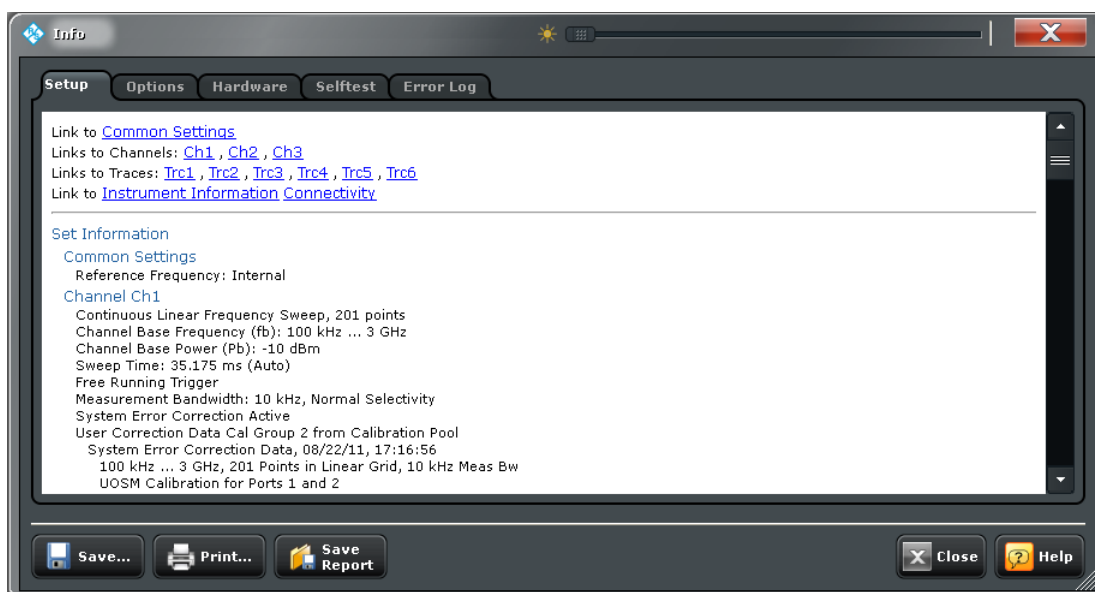 Info
X
Setup Options Hardware Selftest Error Log
Link to Common Settings
Links to Channels: Ch1 , Ch2 , Ch3
Links to Traces: Trc1 , Trc2 , Trc3 , Trc4 , Trc5 , Trc6
Link to Instrument Information Connectivity
Set Information
Common Settings
Reference Frequency: Internal
Channel Ch1
Continuous Linear Frequency Sweep, 201 points
Channel Base Frequency (fb): 100 kHz ... 3 GHz
Channel Base Power (Pb): -10 dBm
Sweep Time: 35.175 ms (Auto)
Free Running Trigger
Measurement Bandwidth: 10 kHz, Normal Selectivity
System Error Correction Active
User Correction Data Cal Group 2 from Calibration Pool
System Error Correction Data, 08/22/11, 17:16:56
100 kHz ... 3 GHz, 201 Points in Linear Grid, 10 kHz Meas Bw
UOSM Calibration for Ports 1 and 2
Save... Print... Save Report X Close ? Help